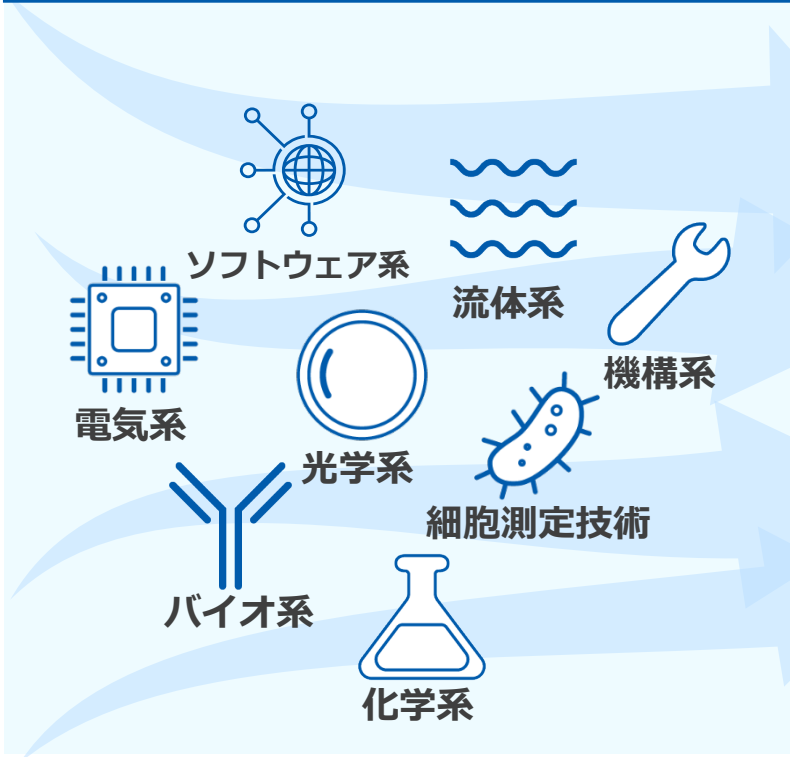 ソフトウェア系
流体系
機構系
電気系
光学系
細胞測定技術
バイオ系
化学系